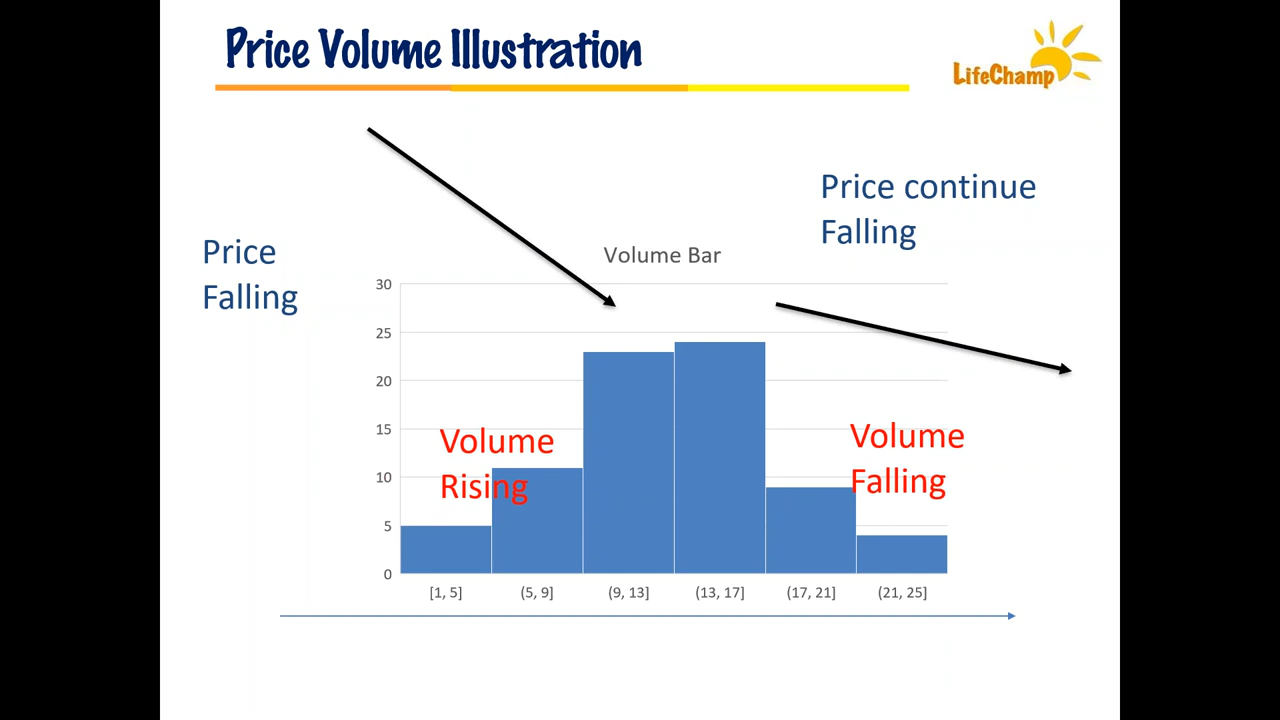 Price Volume Illustration
LifeChamp
Price continue
Falling
Price
Falling
Volume Bar
30
25
20
15
10
5
0
Volume
Rising
Volume
Falling
[1, 5]
(5, 9]
(9, 13]
(13, 17]
(17, 21]
(21, 25]